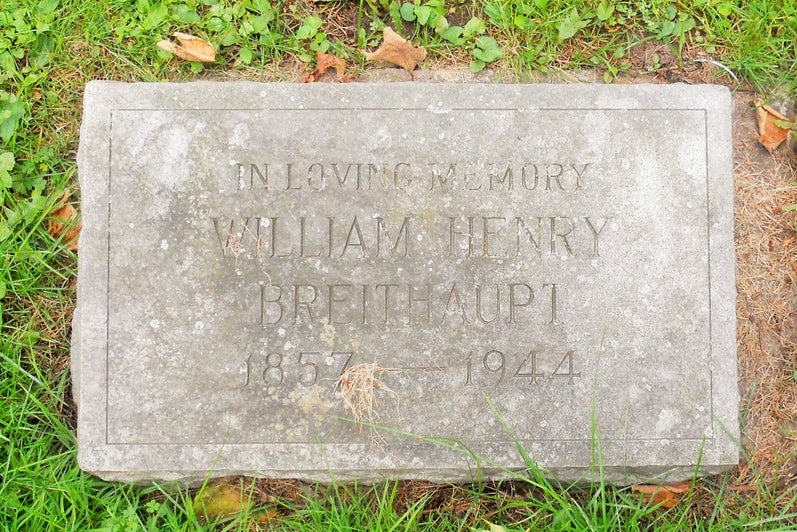 IN LOVING MEMORY
WILLIAM HENRY
BREITHAUPT
1857 — 1944